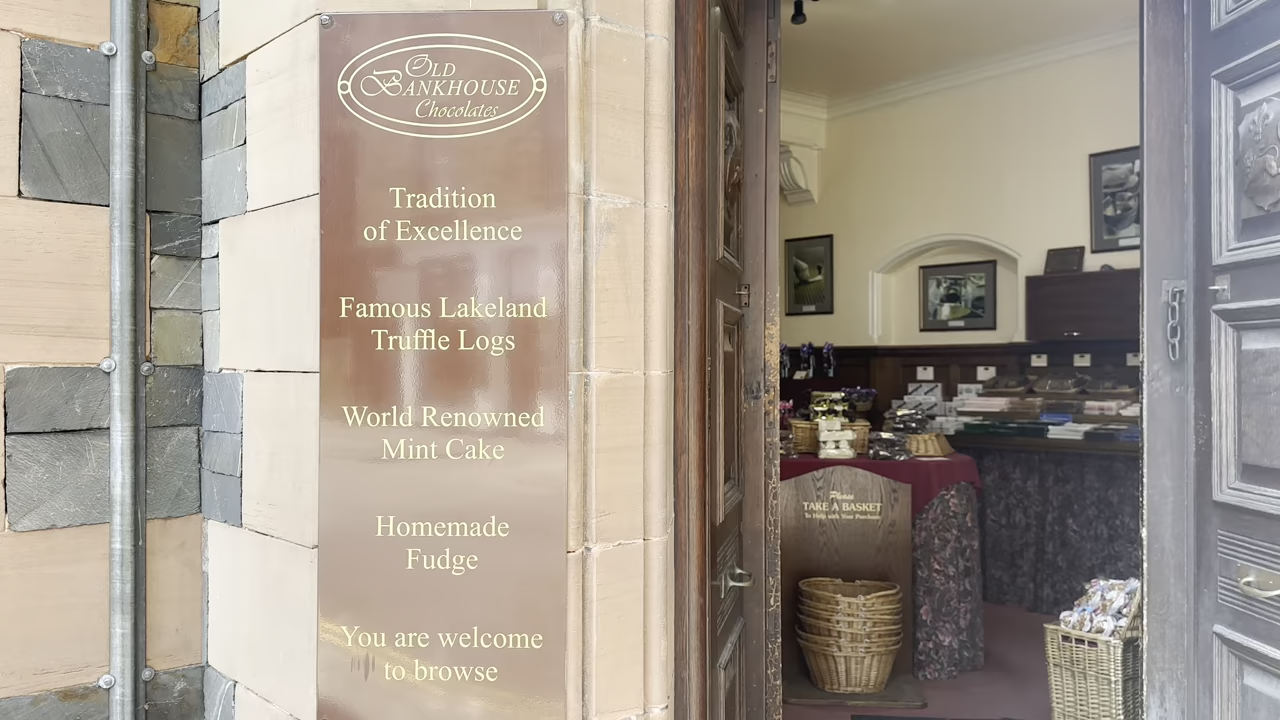 OLD
BANKHOUSE
Chocolates
Tradition
of Excellence
Famous Lakeland
Truffle Logs
World Renowned
Mint Cake
Homemade
Fudge
You are welcome
to browse
Please
TAKE A BASKET
To Help with Your Purchases